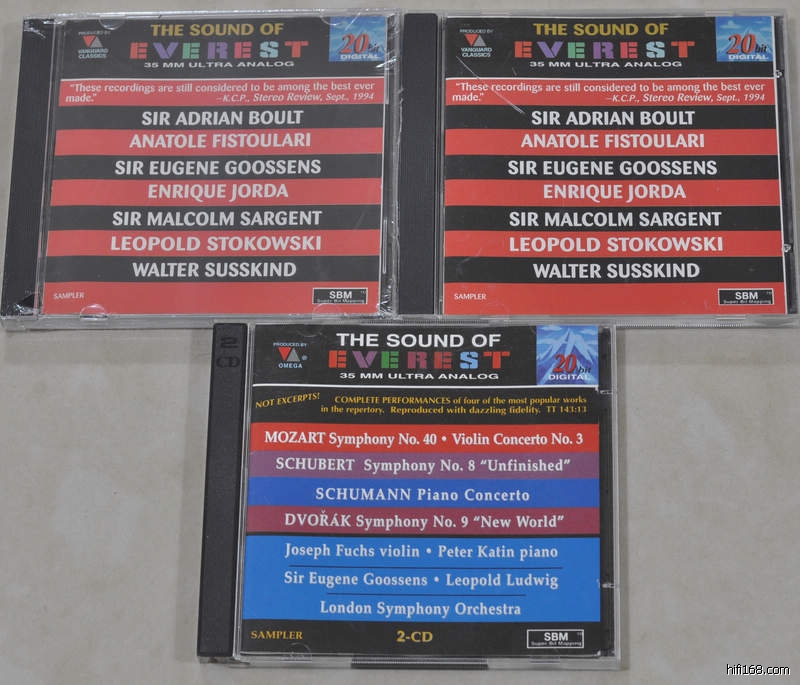 PRODUCED BY
VANGUARD
CLASSICS
THE SOUND OF
EVEREST
35 MM ULTRA ANALOG
20bit
DIGITAL
"These recordings are still considered to be among the best ever
made." –K.C.P., Stereo Review, Sept., 1994
SIR ADRIAN BOULT
ANATOLE FISTOULARI
SIR EUGENE GOOSSENS
ENRIQUE JORDA
SIR MALCOLM SARGENT
LEOPOLD STOKOWSKI
WALTER SUSSKIND
SAMPLER
SBM™
Super Bit Mapping
PRODUCED BY
VANGUARD
CLASSICS
THE SOUND OF
EVEREST
35 MM ULTRA ANALOG
20bit
DIGITAL
"These recordings are still considered to be among the best ever
made." –K.C.P., Stereo Review, Sept., 1994
SIR ADRIAN BOULT
ANATOLE FISTOULARI
SIR EUGENE GOOSSENS
ENRIQUE JORDA
SIR MALCOLM SARGENT
LEOPOLD STOKOWSKI
WALTER SUSSKIND
SAMPLER
SBM™
Super Bit Mapping
2
CD
PRODUCED BY
OMEGA®
THE SOUND OF
EVEREST
35 MM ULTRA ANALOG
20bit
DIGITAL
NOT EXCERPTS! COMPLETE PERFORMANCES of four of the most popular works
in the repertory. Reproduced with dazzling fidelity. TT 143:13
MOZART Symphony No. 40 • Violin Concerto No. 3
SCHUBERT Symphony No. 8 "Unfinished"
SCHUMANN Piano Concerto
DVOŘÁK Symphony No. 9 "New World"
Joseph Fuchs violin • Peter Katin piano
Sir Eugene Goossens • Leopold Ludwig
London Symphony Orchestra
SAMPLER 2-CD
SBM™
Super Bit Mapping
hifi168.com